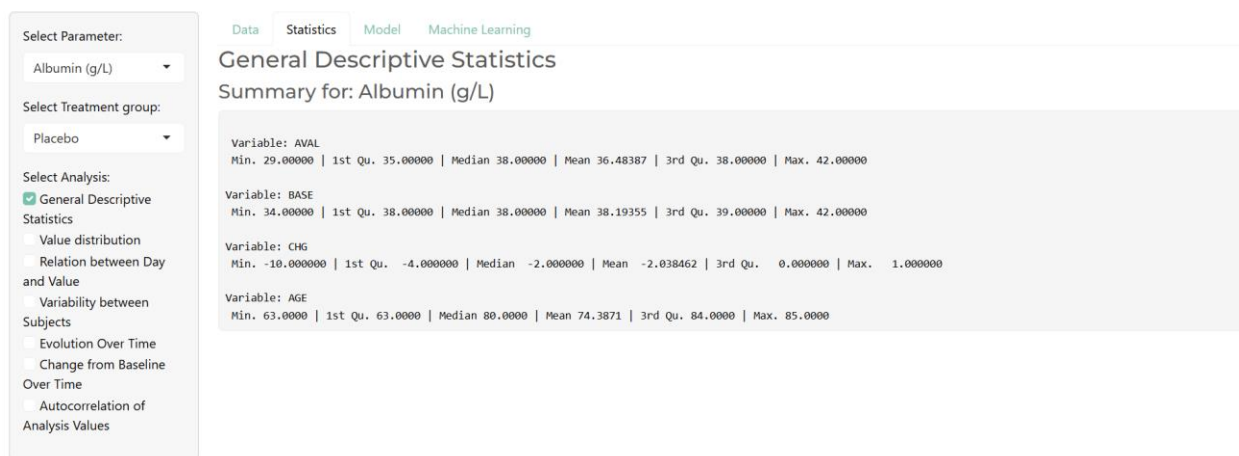 Select Parameter:
Albumin (g/L)
Select Treatment group:
Placebo
Select Analysis:
General Descriptive
Statistics
Value distribution
Relation between Day
and Value
Variability between
Subjects
Evolution Over Time
Change from Baseline
Over Time
Autocorrelation of
Analysis Values
Data Statistics Model Machine Learning
General Descriptive Statistics
Summary for: Albumin (g/L)
Variable: AVAL
Min. 29.00000 | 1st Qu. 35.00000 | Median 38.00000 | Mean 36.48387 | 3rd Qu. 38.00000 | Max. 42.00000
Variable: BASE
Min. 34.00000 | 1st Qu. 38.00000 | Median 38.00000 | Mean 38.19355 | 3rd Qu. 39.00000 | Max. 42.00000
Variable: CHG
Min. -10.000000 | 1st Qu. -4.000000 | Median -2.000000 | Mean -2.038462 | 3rd Qu. 0.000000 | Max. 1.000000
Variable: AGE
Min. 63.0000 | 1st Qu. 63.0000 | Median 80.0000 | Mean 74.3871 | 3rd Qu. 84.0000 | Max. 85.0000